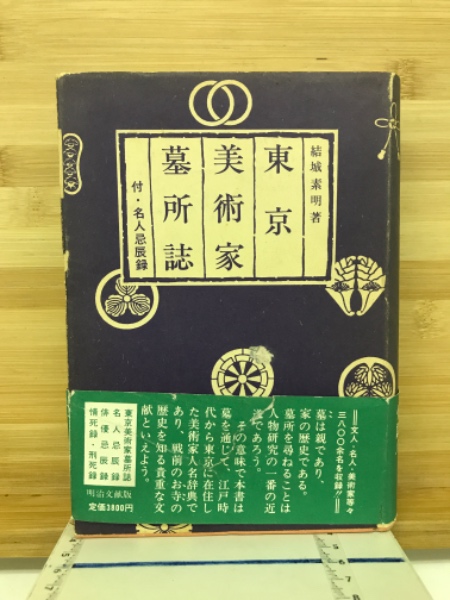 結城素明著
東京
美術家
墓所誌
付・名人忌辰録
＝文人・名人・美術家等々
三八〇〇余名を収録!!＝
墓は親であり、
家の歴史である。
墓所を尋ねることは
人物研究の一番の近
道であろう。
その意味で本書は
墓を通じて、江戸時
代から東京に在住し
た美術家人名辞典で
あり、戦前のお寺の
歴史を知る貴重な文
献といえよう。
東京美術家墓所誌
名人忌辰録
俳優忌辰録
情死録・刑死録
明治文献版
定価3800円
5
6
7
8